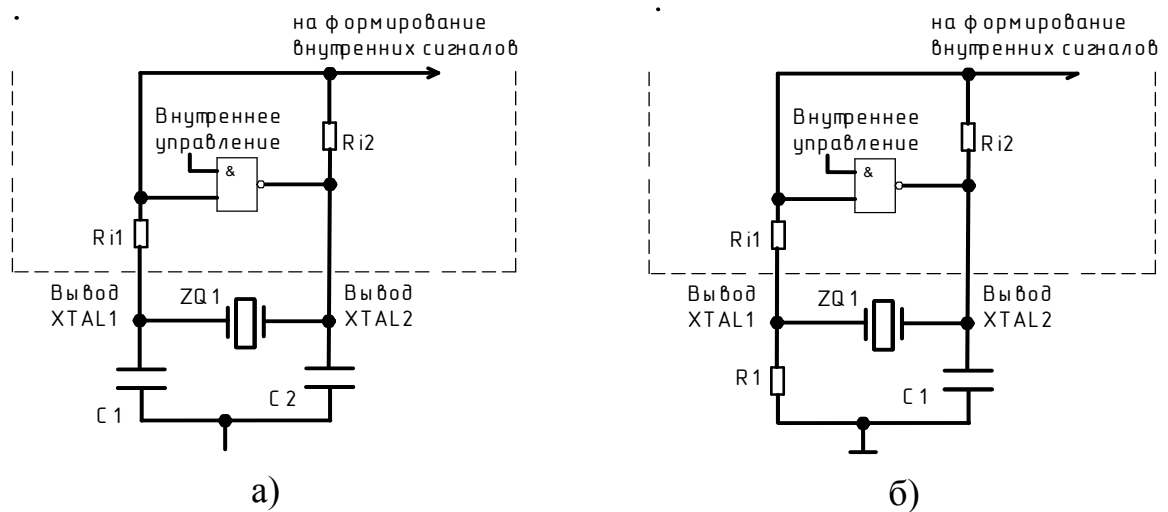 на формирование
внутренних сигналов
Внутреннее
управление
&
Ri2
Ri1
Вывод
XTAL1
ZQ1
Вывод
XTAL2
C1
C2
а)
на формирование
внутренних сигналов
Внутреннее
управление
&
Ri2
Ri1
Вывод
XTAL1
ZQ1
Вывод
XTAL2
R1
C1
б)